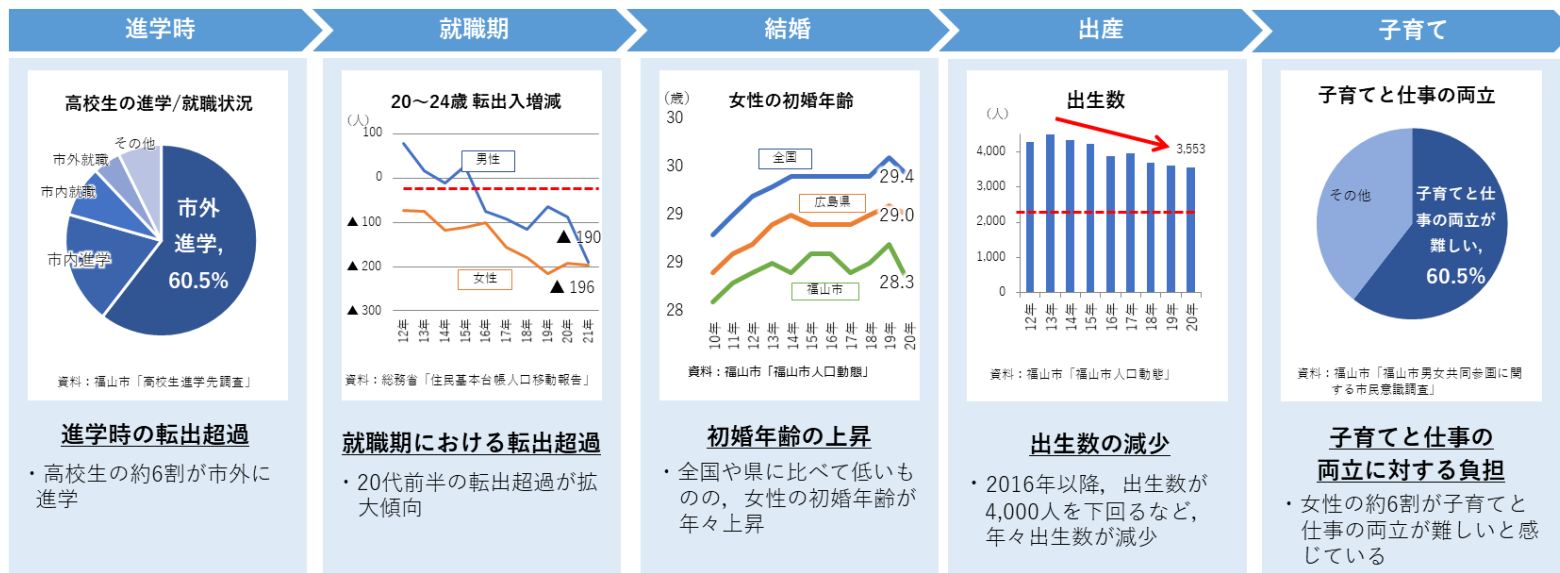 進学時
就職期
結婚
出産
子育て
高校生の進学/就職状況
その他
市外就職
市内就職
市内進学
市外
進学,
60.5%
資料：福山市「高校生進学先調査」
進学時の転出超過
・高校生の約6割が市外に
進学
20～24歳 転出入増減
(人)
100
0
▲ 100
▲ 200
▲ 300
男性
女性
▲ 190
▲ 196
12年
13年
14年
15年
16年
17年
18年
19年
20年
21年
資料：総務省「住民基本台帳人口移動報告」
就職期における転出超過
・20代前半の転出超過が拡
大傾向
女性の初婚年齢
(歳)
30
30
29
29
28
全国
広島県
福山市
29.4
29.0
28.3
10年
11年
12年
13年
14年
15年
16年
17年
18年
19年
20年
資料：福山市「福山市人口動態」
初婚年齢の上昇
・全国や県に比べて低いも
のの，女性の初婚年齢が
年々上昇
出生数
(人)
4,000
3,000
2,000
1,000
0
3,553
12年
13年
14年
15年
16年
17年
18年
19年
20年
資料：福山市「福山市人口動態」
出生数の減少
・2016年以降，出生数が
4,000人を下回るなど，
年々出生数が減少
子育てと仕事の両立
その他
子育てと仕
事の両立が
難しい,
60.5%
資料：福山市「福山市男女共同参画に関
する市民意識調査」
子育てと仕事の
両立に対する負担
・女性の約6割が子育てと
仕事の両立が難しいと感
じている